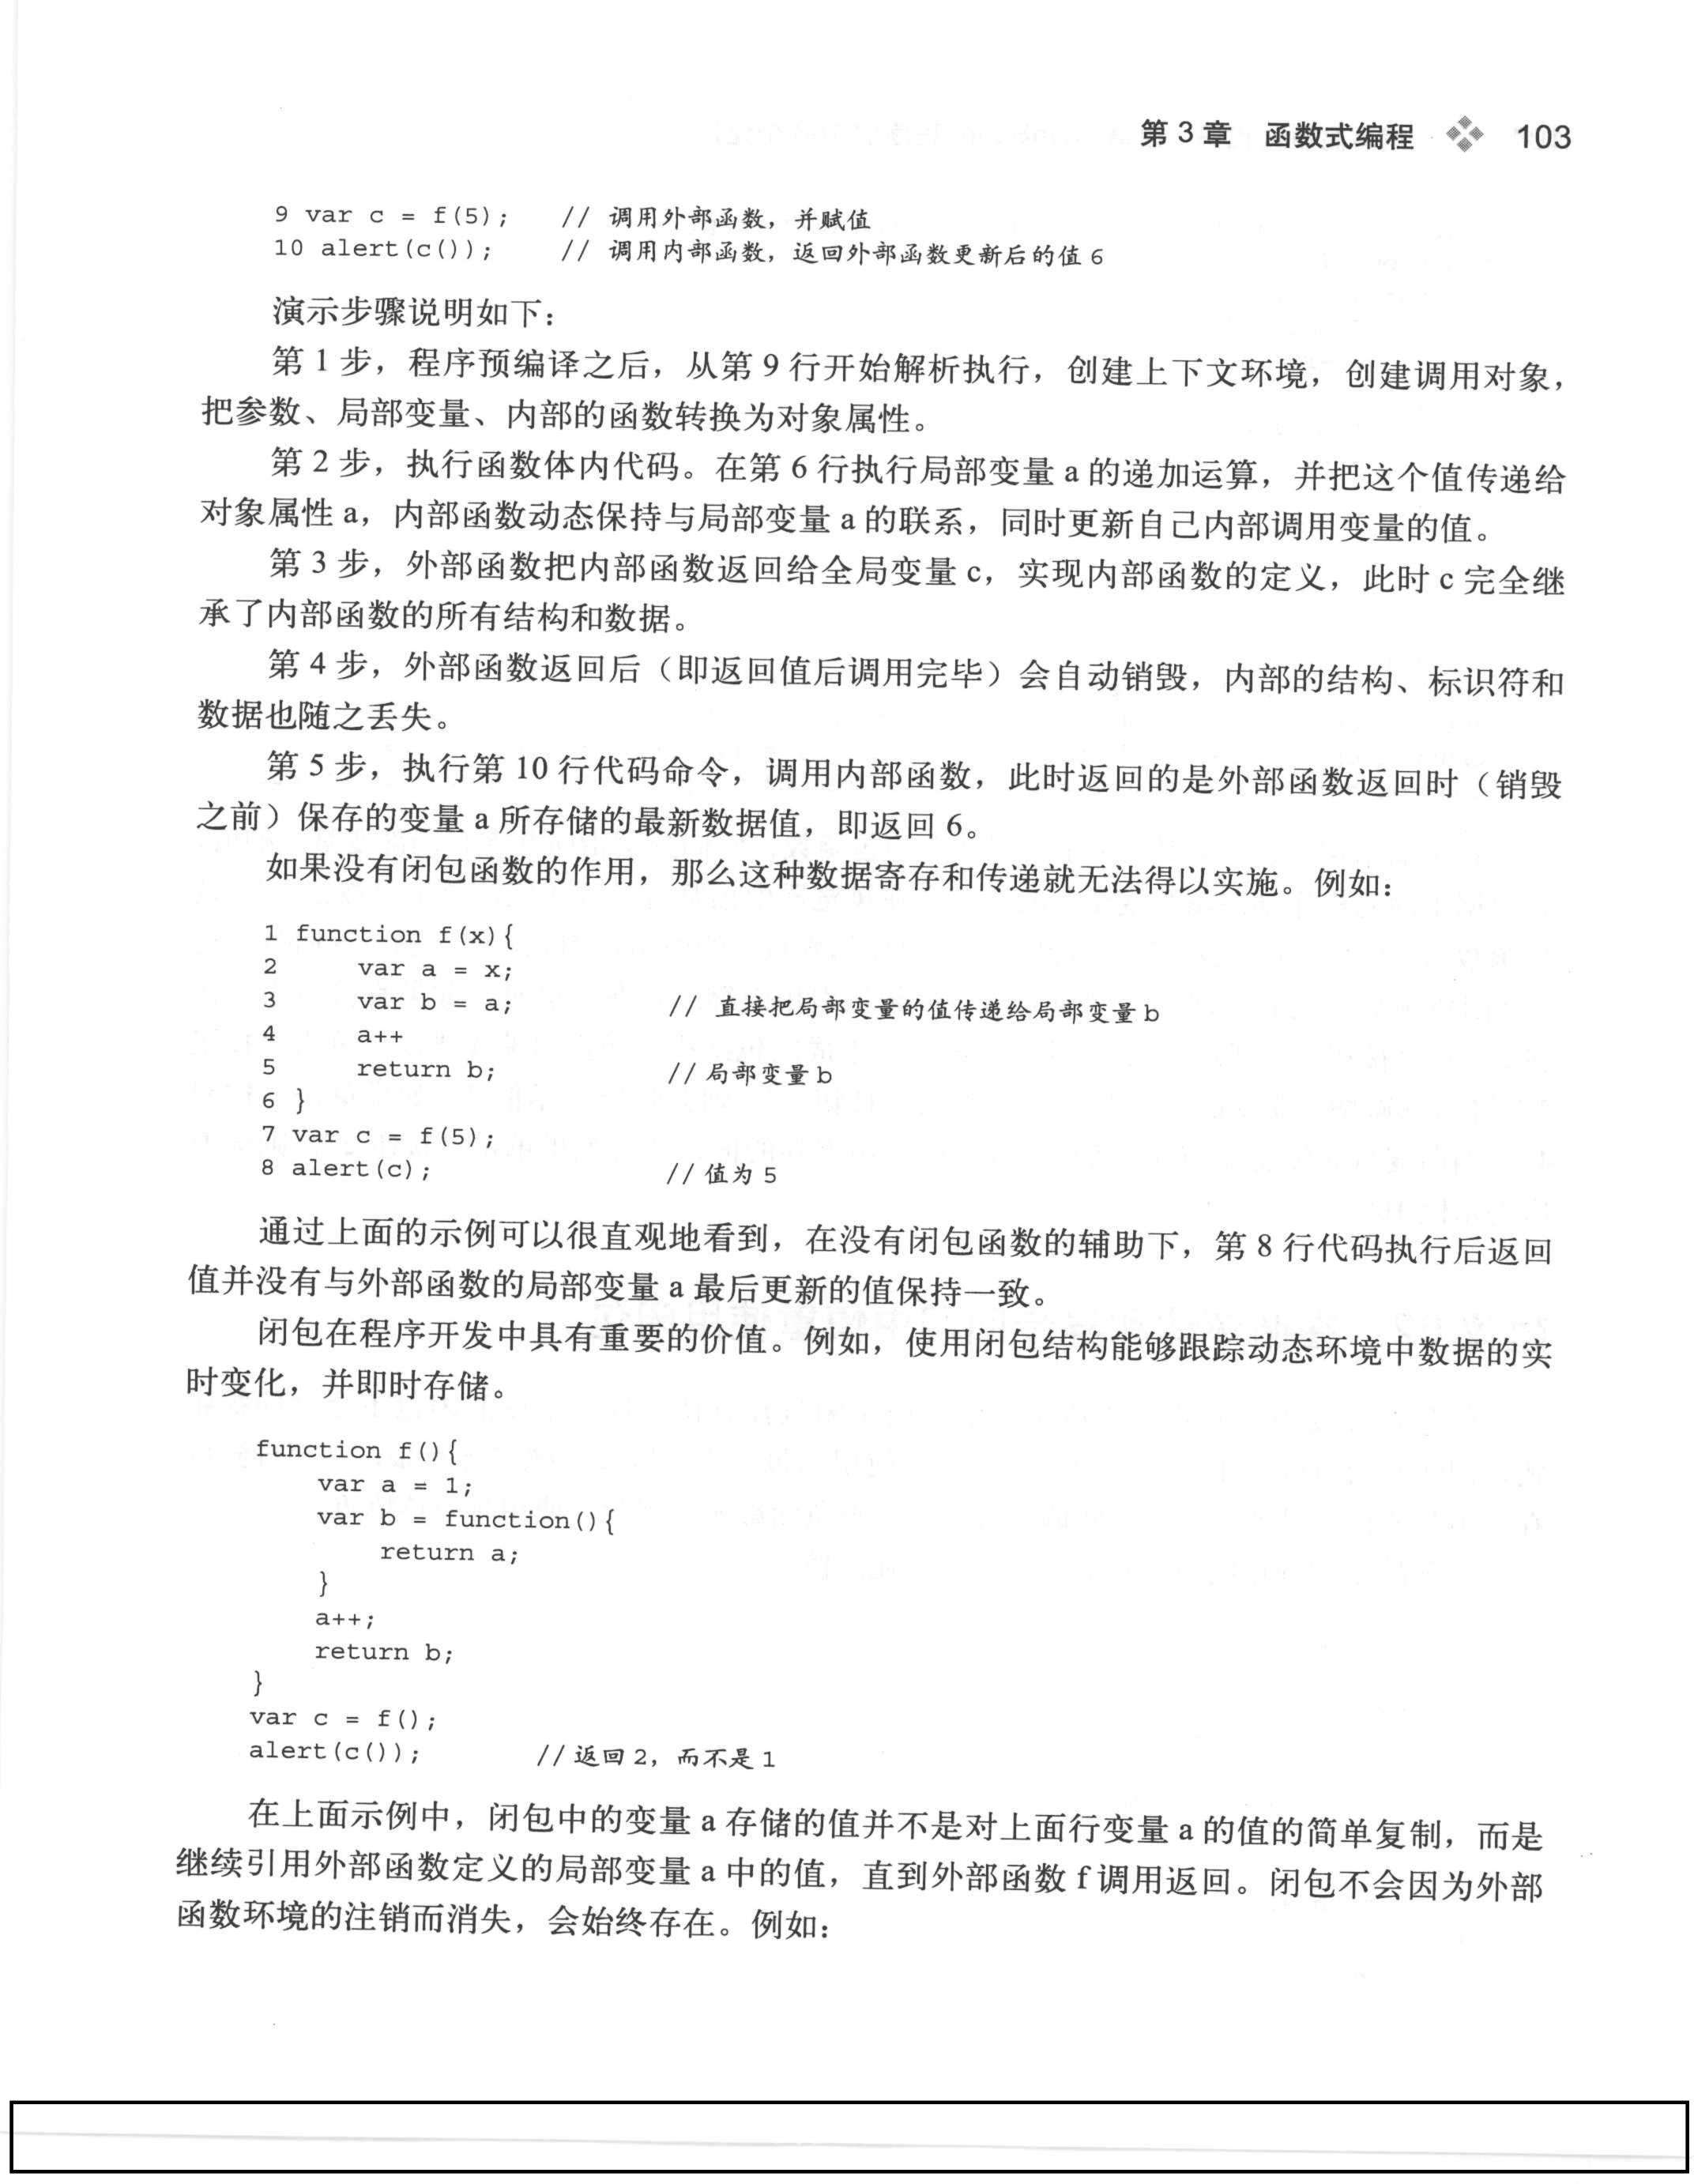 第 3 章 函数式编程 103
9 var c = f(5); // 调用外部函数，并赋值
10 alert(c()); // 调用内部函数，返回外部函数更新后的值 6
演示步骤说明如下：
第 1 步，程序预编译之后，从第 9 行开始解析执行，创建上下文环境，创建调用对象，
把参数、局部变量、内部的函数转换为对象属性。
第 2 步，执行函数体内代码。在第 6 行执行局部变量 a 的递加运算，并把这个值传递给
对象属性 a，内部函数动态保持与局部变量 a 的联系，同时更新自己内部调用变量的值。
第 3 步，外部函数把内部函数返回给全局变量 c，实现内部函数的定义，此时 c 完全继
承了内部函数的所有结构和数据。
第 4 步，外部函数返回后（即返回值后调用完毕）会自动销毁，内部的结构、标识符和
数据也随之丢失。
第 5 步，执行第 10 行代码命令，调用内部函数，此时返回的是外部函数返回时（销毁
之前）保存的变量 a 所存储的最新数据值，即返回 6。
如果没有闭包函数的作用，那么这种数据寄存和传递就无法得以实施。例如：
1 function f(x){
2     var a = x;
3     var b = a; // 直接把局部变量的值传递给局部变量 b
4     a++
5     return b; // 局部变量 b
6 }
7 var c = f(5);
8 alert(c); // 值为 5
通过上面的示例可以很直观地看到，在没有闭包函数的辅助下，第 8 行代码执行后返回
值并没有与外部函数的局部变量 a 最后更新的值保持一致。
闭包在程序开发中具有重要的价值。例如，使用闭包结构能够跟踪动态环境中数据的实
时变化，并即时存储。
function f(){
    var a = 1;
    var b = function(){
        return a;
    }
    a++;
    return b;
}
var c = f();
alert(c()); // 返回 2，而不是 1
在上面示例中，闭包中的变量 a 存储的值并不是对上面行变量 a 的值的简单复制，而是
继续引用外部函数定义的局部变量 a 中的值，直到外部函数 f 调用返回。闭包不会因为外部
函数环境的注销而消失，会始终存在。例如：